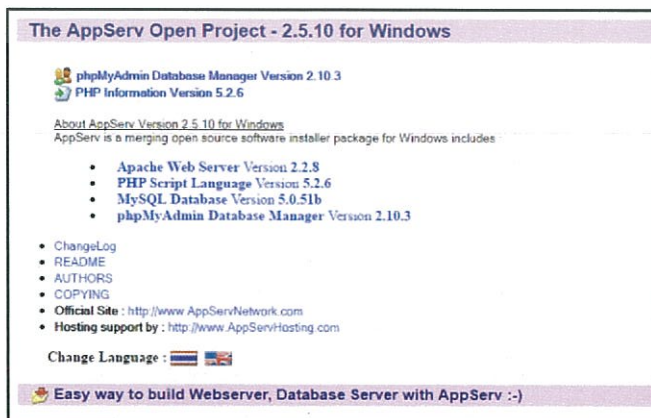 The AppServ Open Project - 2.5.10 for Windows
phpMyAdmin Database Manager Version 2.10.3
PHP Information Version 5.2.6
About AppServ Version 2.5.10 for Windows
AppServ is a merging open source software installer package for Windows includes
• Apache Web Server Version 2.2.8
• PHP Script Language Version 5.2.6
• MySQL Database Version 5.0.51b
• phpMyAdmin Database Manager Version 2.10.3
• ChangeLog
• README
• AUTHORS
• COPYING
• Official Site : http://www.AppServNetwork.com
• Hosting support by : http://www.AppServHosting.com
Change Language :
Easy way to build Webserver, Database Server with AppServ :-)